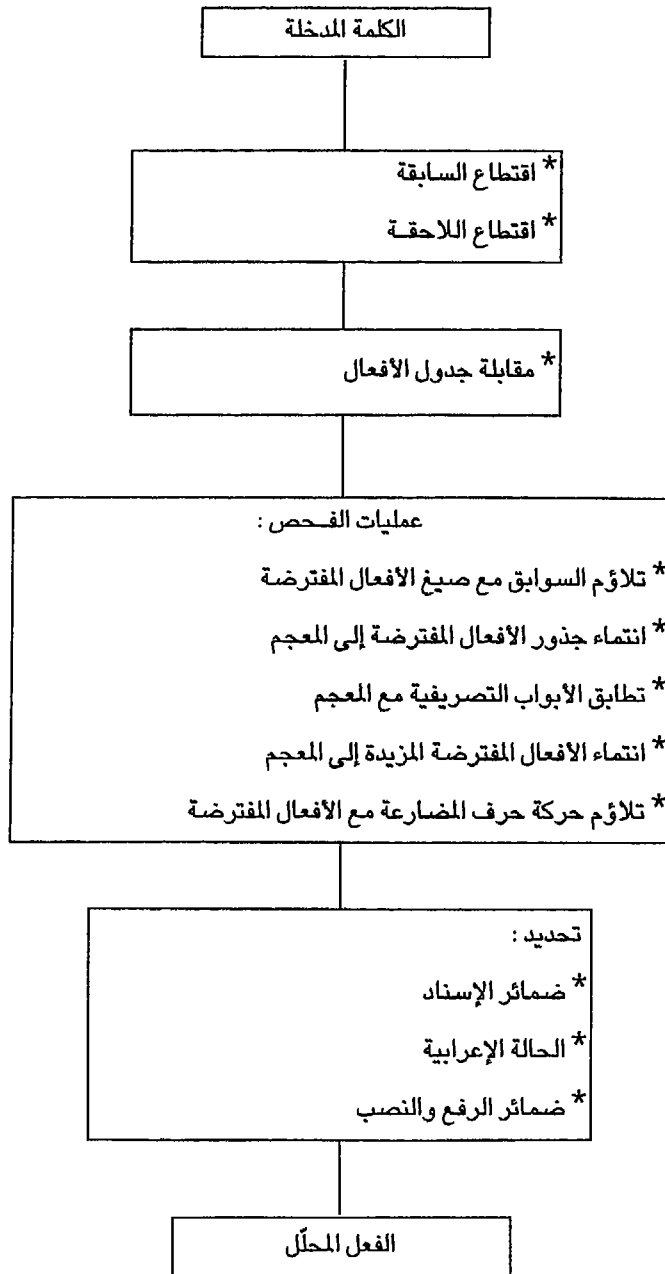 الكلمة المدخلة
* اقتطاع السابقة
* اقتطاع اللاحقة
* مقابلة جدول الأفعال
عمليات الفحص :
* تلاؤم السوابق مع صيغ الأفعال المفترضة
* انتماء جذور الأفعال المفترضة إلى المعجم
* تطابق الأبواب التصريفية مع المعجم
* انتماء الأفعال المفترضة المزيدة إلى المعجم
* تلاؤم حركة حرف المضارعة مع الأفعال المفترضة
تحديد :
* ضمائر الإسناد
* الحالة الإعرابية
* ضمائر الرفع والنصب
الفعل المحلّل